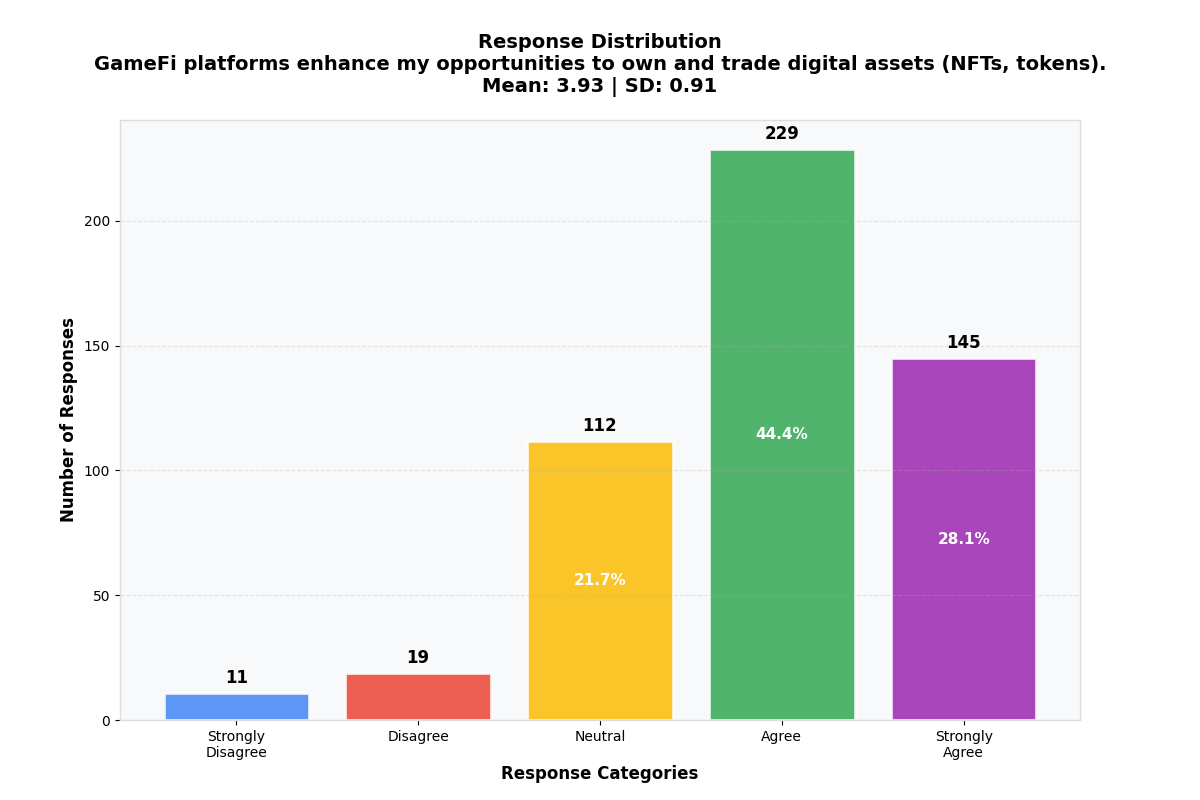 Response Distribution
GameFi platforms enhance my opportunities to own and trade digital assets (NFTs, tokens).
Mean: 3.93 | SD: 0.91
229
200
150
145
112
44.4%
100
28.1%
21.7%
50
19
11
0
Strongly
Disagree
Disagree
Neutral
Agree
Strongly
Agree
Number of Responses
Response Categories